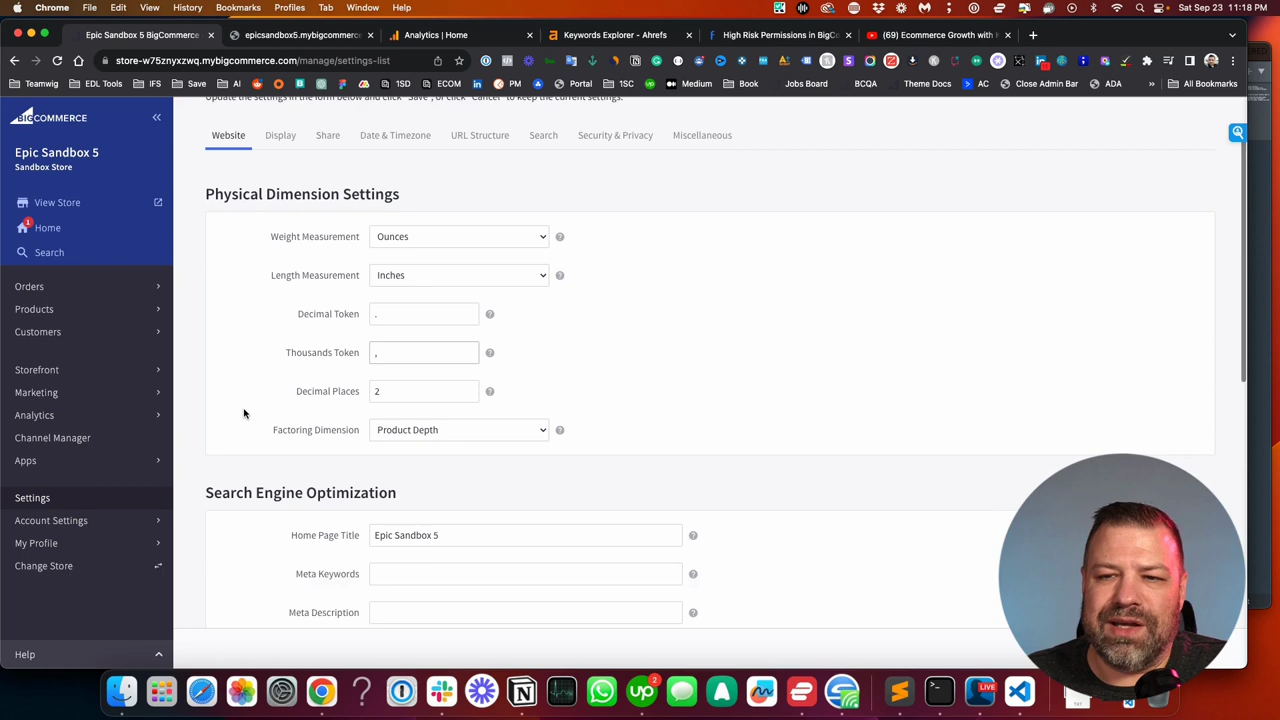 Chrome File Edit View History Bookmarks Profiles Tab Window Help
Sat Sep 23 11:18 PM
Epic Sandbox 5 BigCommerce
epicsandbox5.mybigcommerce
Analytics | Home
Keywords Explorer - Ahrefs
High Risk Permissions in BigCo
(69) Ecommerce Growth with H
store-w75znyxzwq.mybigcommerce.com/manage/settings-list
Teamwig IFS Save AI EDL Tools 1SD ECOM PM Portal 1SC Medium Book Jobs Board BCQA Theme Docs AC Close Admin Bar ADA All Bookmarks
BIGCOMMERCE
Epic Sandbox 5
Sandbox Store
View Store
1
Home
Search
Orders
Products
Customers
Storefront
Marketing
Analytics
Channel Manager
Apps
Settings
Account Settings
My Profile
Change Store
Help
Update the settings in the form below and click "Save", or click "Cancel" to keep the current settings.
Website Display Share Date & Timezone URL Structure Search Security & Privacy Miscellaneous
Physical Dimension Settings
Weight Measurement Ounces
Length Measurement Inches
Decimal Token .
Thousands Token ,
Decimal Places 2
Factoring Dimension Product Depth
Search Engine Optimization
Home Page Title Epic Sandbox 5
Meta Keywords
Meta Description
2
up
LIVE